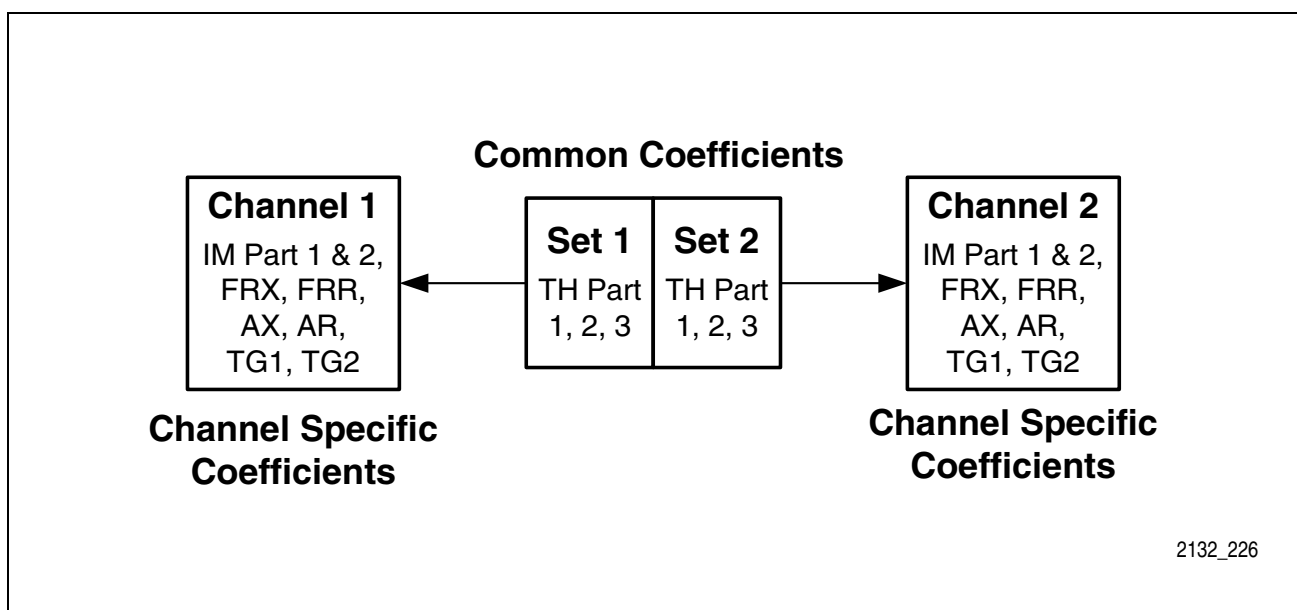 Common Coefficients
Channel 1
IM Part 1 & 2,
FRX, FRR,
AX, AR,
TG1, TG2
Channel Specific
Coefficients
Set 1
TH Part
1, 2, 3
Set 2
TH Part
1, 2, 3
Channel 2
IM Part 1 & 2,
FRX, FRR,
AX, AR,
TG1, TG2
Channel Specific
Coefficients
2132_226